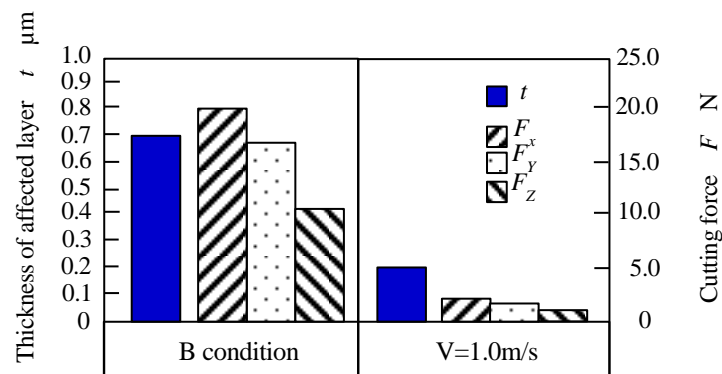 Thickness of affected layer t μm
1.0
0.9
0.8
0.7
0.6
0.5
0.4
0.3
0.2
0.1
0
t
Fx
FY
FZ
25.0
20.0
15.0
10.0
5.0
0
Cutting force F N
B condition
V=1.0m/s